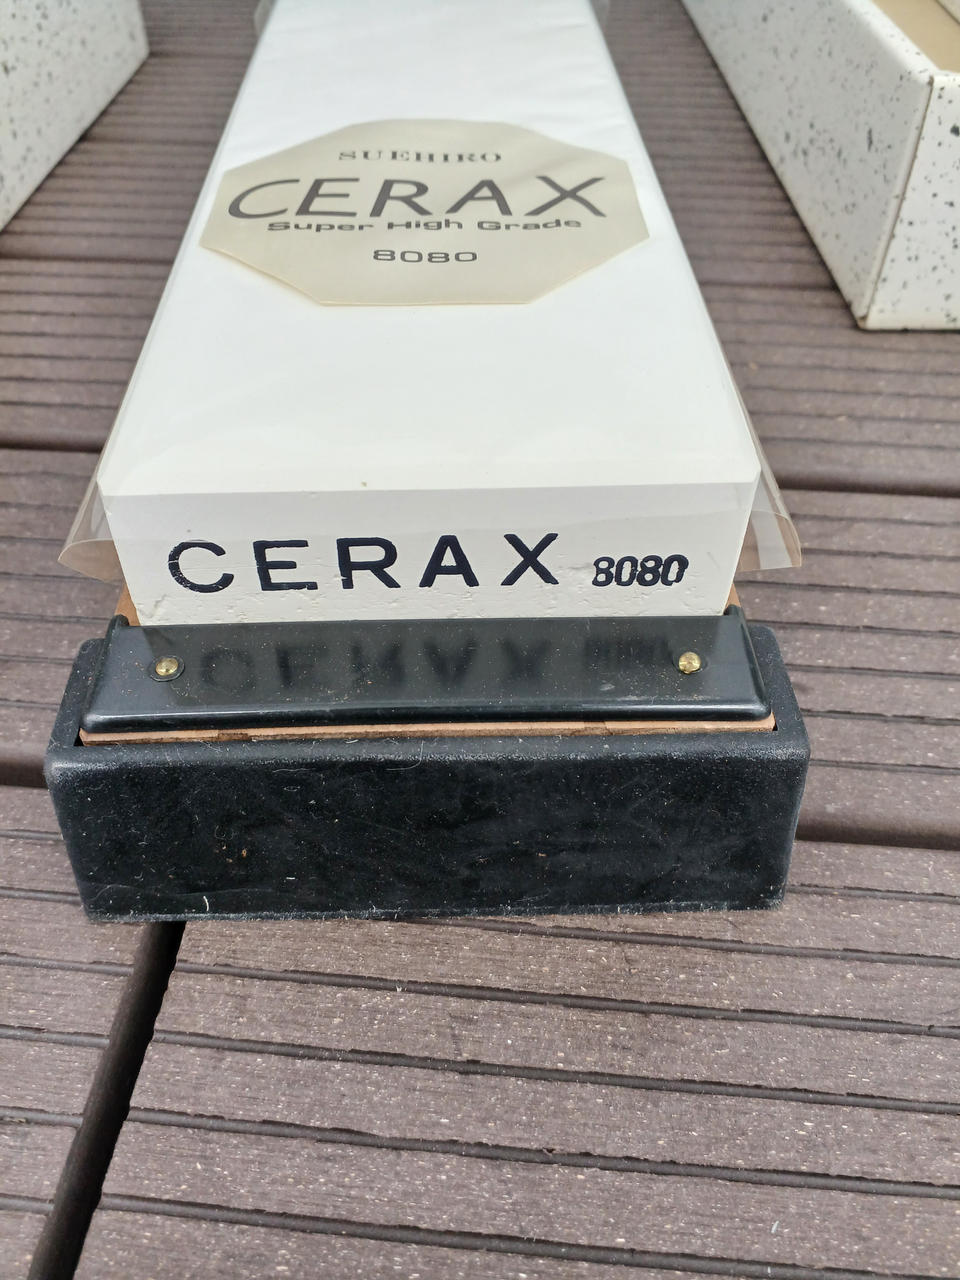 SUEHIRO
CERAX
Super High Grade
8080
CERAX 8080